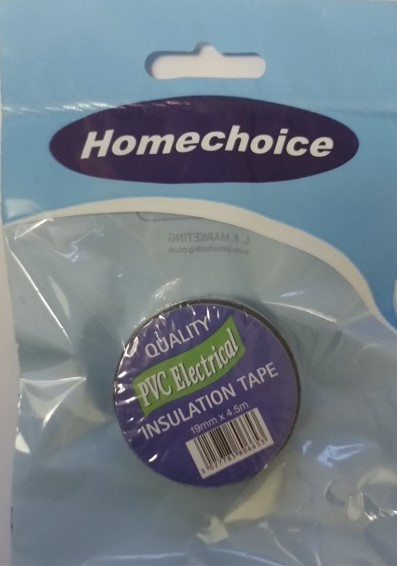 Homechoice
L.P. MARKETING
QUALITY
PVC Electrical
INSULATION TAPE
19mm x 4.5m